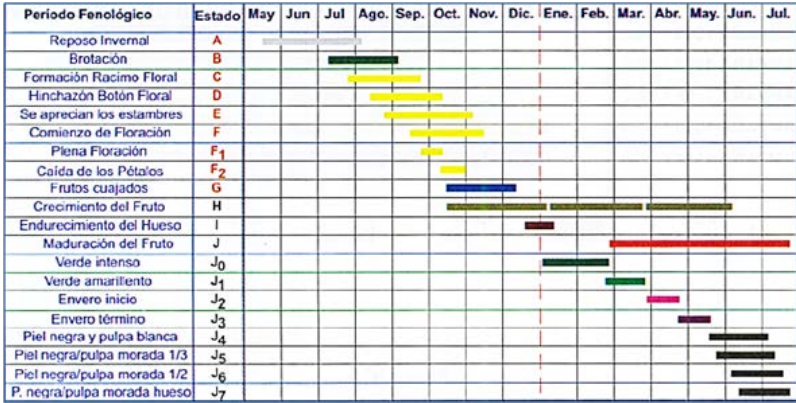 Período Fenológico Estado May Jun Jul Ago. Sep. Oct. Nov. Dic. Ene. Feb. Mar. Abr. May. Jun. Jul.
Reposo Invernal A
Brotación B
Formación Racimo Floral C
Hinchazón Botón Floral D
Se aprecian los estambres E
Comienzo de Floración F
Plena Floración F1
Caída de los Pétalos F2
Frutos cuajados G
Crecimiento del Fruto H
Endurecimiento del Hueso I
Maduración del Fruto J
Verde intenso J0
Verde amarillento J1
Envero inicio J2
Envero término J3
Piel negra y pulpa blanca J4
Piel negra/pulpa morada 1/3 J5
Piel negra/pulpa morada 1/2 J6
P. negra/pulpa morada hueso J7